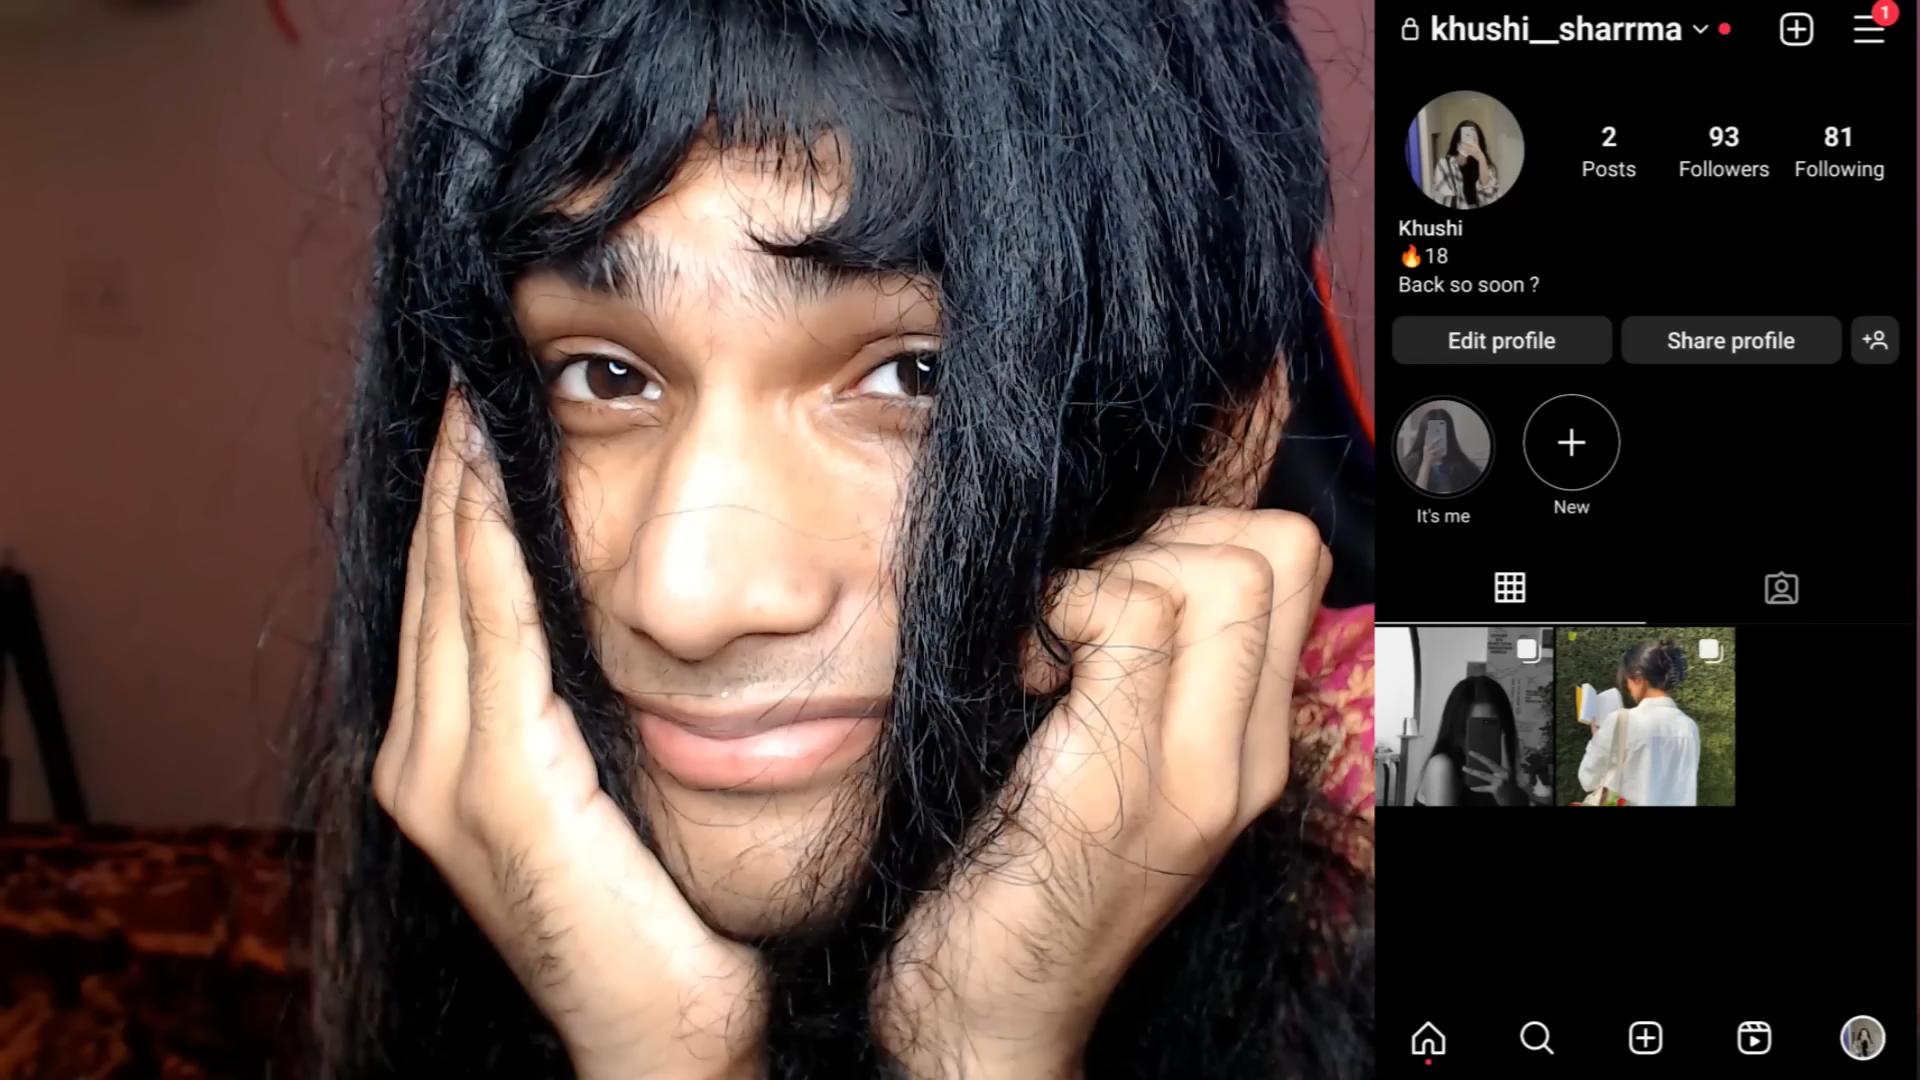 khushi__sharrma
1
2
93
81
Posts
Followers
Following
Khushi
🔥18
Back so soon ?
Edit profile
Share profile
It's me
New